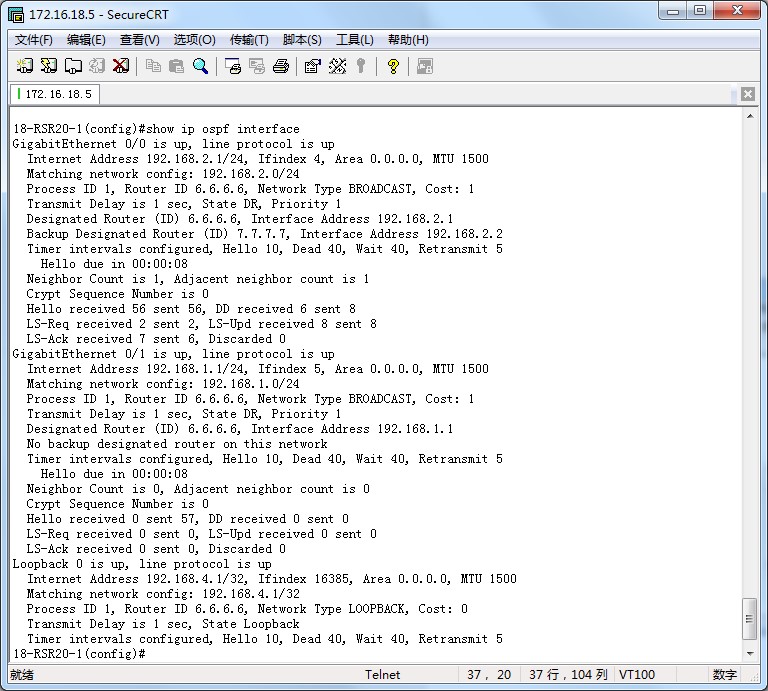 172.16.18.5 - SecureCRT
文件(F) 编辑(E) 查看(V) 选项(O) 传输(T) 脚本(S) 工具(L) 帮助(H)
172.16.18.5
18-RSR20-1(config)#show ip ospf interface
GigabitEthernet 0/0 is up, line protocol is up
  Internet Address 192.168.2.1/24, Ifindex 4, Area 0.0.0.0, MTU 1500
  Matching network config: 192.168.2.0/24
  Process ID 1, Router ID 6.6.6.6, Network Type BROADCAST, Cost: 1
  Transmit Delay is 1 sec, State DR, Priority 1
  Designated Router (ID) 6.6.6.6, Interface Address 192.168.2.1
  Backup Designated Router (ID) 7.7.7.7, Interface Address 192.168.2.2
  Timer intervals configured, Hello 10, Dead 40, Wait 40, Retransmit 5
    Hello due in 00:00:08
  Neighbor Count is 1, Adjacent neighbor count is 1
  Crypt Sequence Number is 0
  Hello received 56 sent 56, DD received 6 sent 8
  LS-Req received 2 sent 2, LS-Upd received 8 sent 8
  LS-Ack received 7 sent 6, Discarded 0
GigabitEthernet 0/1 is up, line protocol is up
  Internet Address 192.168.1.1/24, Ifindex 5, Area 0.0.0.0, MTU 1500
  Matching network config: 192.168.1.0/24
  Process ID 1, Router ID 6.6.6.6, Network Type BROADCAST, Cost: 1
  Transmit Delay is 1 sec, State DR, Priority 1
  Designated Router (ID) 6.6.6.6, Interface Address 192.168.1.1
  No backup designated router on this network
  Timer intervals configured, Hello 10, Dead 40, Wait 40, Retransmit 5
    Hello due in 00:00:08
  Neighbor Count is 0, Adjacent neighbor count is 0
  Crypt Sequence Number is 0
  Hello received 0 sent 57, DD received 0 sent 0
  LS-Req received 0 sent 0, LS-Upd received 0 sent 0
  LS-Ack received 0 sent 0, Discarded 0
Loopback 0 is up, line protocol is up
  Internet Address 192.168.4.1/32, Ifindex 16385, Area 0.0.0.0, MTU 1500
  Matching network config: 192.168.4.1/32
  Process ID 1, Router ID 6.6.6.6, Network Type LOOPBACK, Cost: 0
  Transmit Delay is 1 sec, State Loopback
  Timer intervals configured, Hello 10, Dead 40, Wait 40, Retransmit 5
18-RSR20-1(config)#
就绪 Telnet 37, 20 37 行, 104 列 VT100 数字